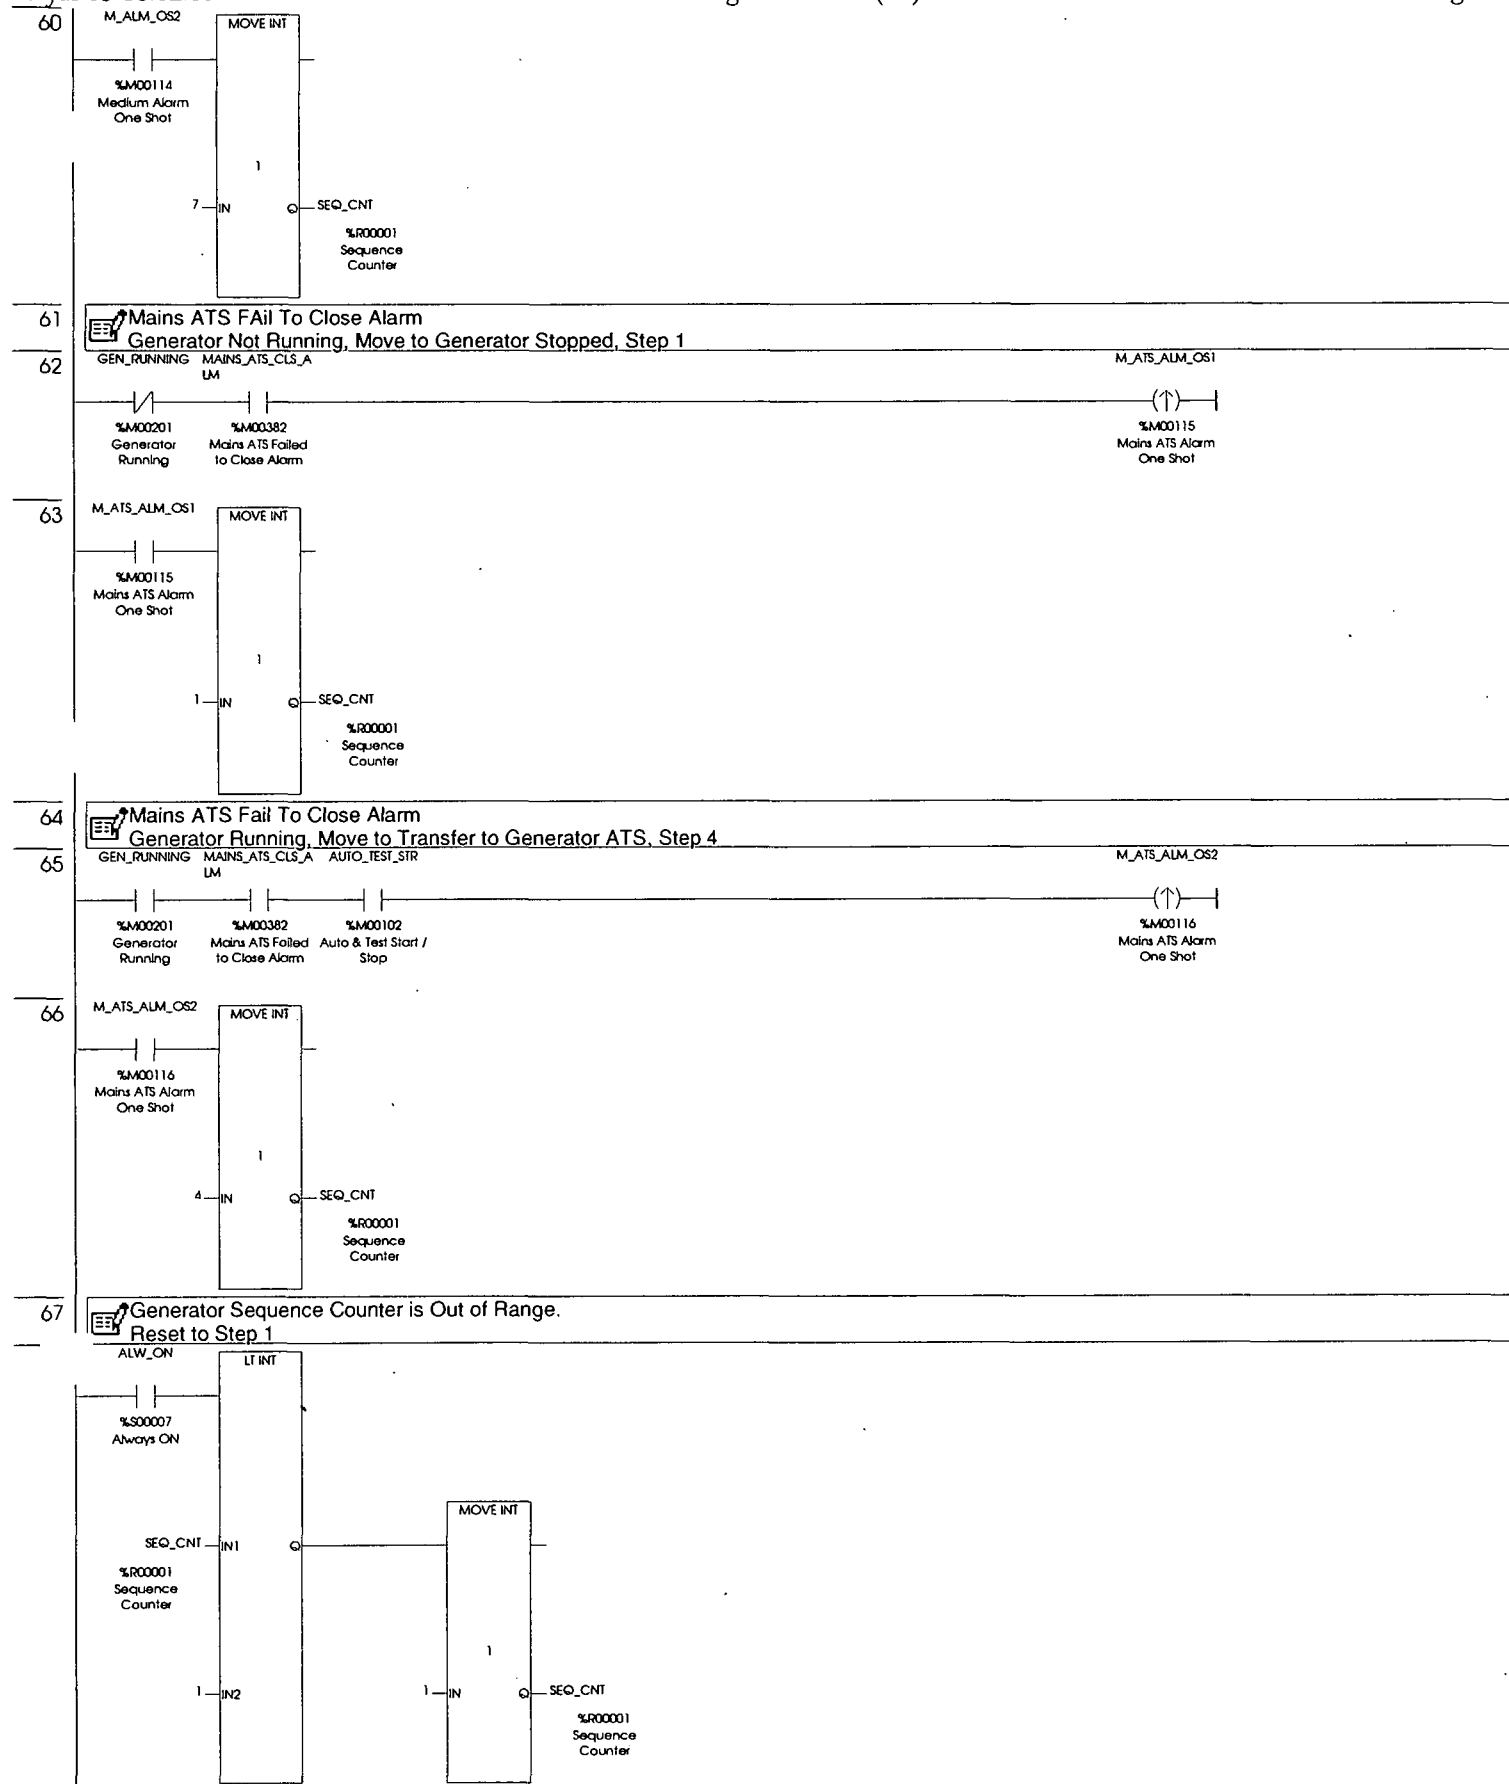 60
M_ALM_OS2
MOVE INT
%M00114
Medium Alarm
One Shot
1
7
IN
Q
SEQ_CNT
%R00001
Sequence
Counter
61
Mains ATS FAil To Close Alarm
Generator Not Running, Move to Generator Stopped, Step 1
62
GEN_RUNNING MAINS_ATS_CLS_A
LM
M_ATS_ALM_OS1
%M00201 %M00382 %M00115
Generator Mains ATS Failed Mains ATS Alarm
Running to Close Alarm One Shot
63
M_ATS_ALM_OS1
MOVE INT
%M00115
Mains ATS Alarm
One Shot
1
1
IN
Q
SEQ_CNT
%R00001
Sequence
Counter
64
Mains ATS Fail To Close Alarm
Generator Running, Move to Transfer to Generator ATS, Step 4
65
GEN_RUNNING MAINS_ATS_CLS_A AUTO_TEST_STR
LM
M_ATS_ALM_OS2
%M00201 %M00382 %M00102 %M00116
Generator Mains ATS Failed Auto & Test Start / Mains ATS Alarm
Running to Close Alarm Stop One Shot
66
M_ATS_ALM_OS2
MOVE INT
%M00116
Mains ATS Alarm
One Shot
1
4
IN
Q
SEQ_CNT
%R00001
Sequence
Counter
67
Generator Sequence Counter is Out of Range.
Reset to Step 1
ALW_ON
LT INT
%S00007
Always ON
MOVE INT
SEQ_CNT
IN1
Q
%R00001
Sequence
Counter
1
1
IN2
1
IN
Q
SEQ_CNT
%R00001
Sequence
Counter